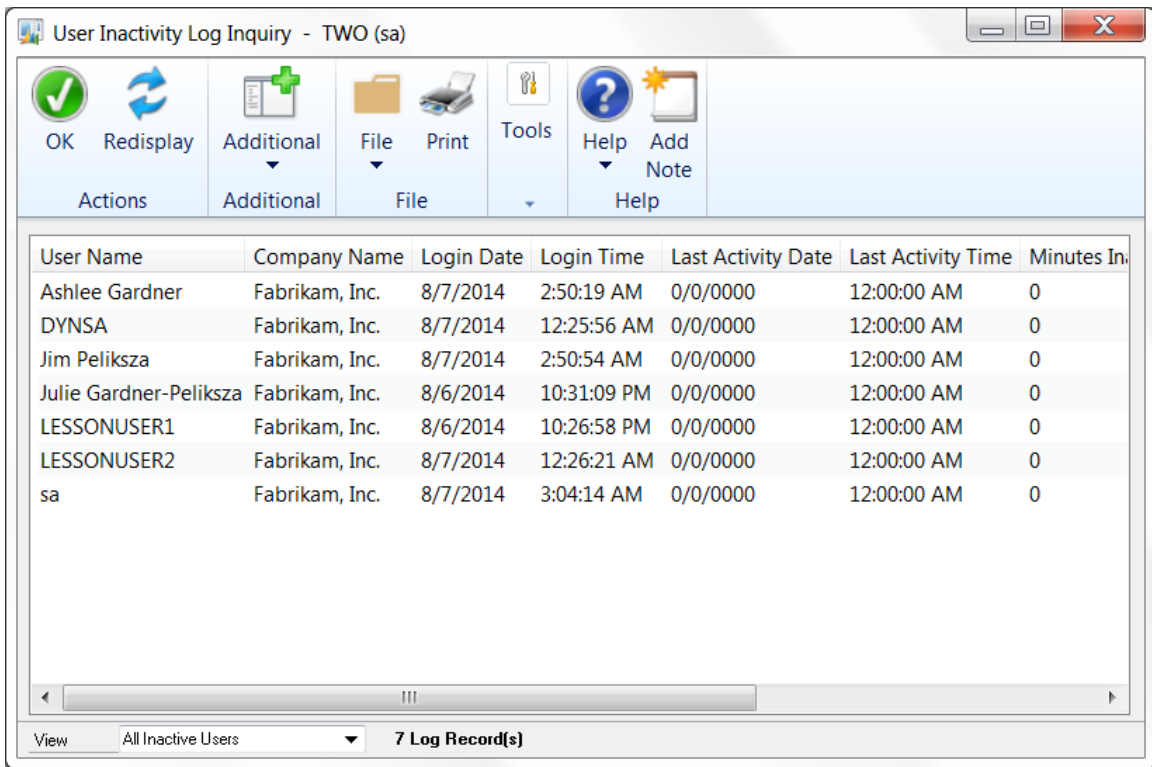 User Inactivity Log Inquiry - TWO (sa)
OK Redisplay Additional File Print Tools Help Add Note
Actions Additional File Help
User Name Company Name Login Date Login Time Last Activity Date Last Activity Time Minutes Ina
Ashlee Gardner Fabrikam, Inc. 8/7/2014 2:50:19 AM 0/0/0000 12:00:00 AM 0
DYNSA Fabrikam, Inc. 8/7/2014 12:25:56 AM 0/0/0000 12:00:00 AM 0
Jim Peliksza Fabrikam, Inc. 8/7/2014 2:50:54 AM 0/0/0000 12:00:00 AM 0
Julie Gardner-Peliksza Fabrikam, Inc. 8/6/2014 10:31:09 PM 0/0/0000 12:00:00 AM 0
LESSONUSER1 Fabrikam, Inc. 8/6/2014 10:26:58 PM 0/0/0000 12:00:00 AM 0
LESSONUSER2 Fabrikam, Inc. 8/7/2014 12:26:21 AM 0/0/0000 12:00:00 AM 0
sa Fabrikam, Inc. 8/7/2014 3:04:14 AM 0/0/0000 12:00:00 AM 0
View All Inactive Users 7 Log Record(s)